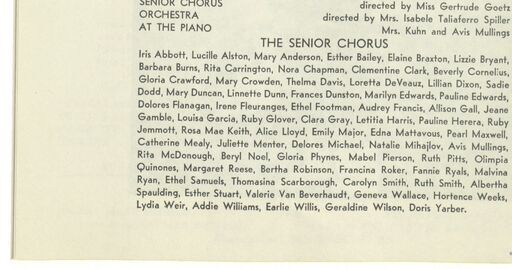 SENIOR CHORUS directed by Miss Gertrude Goetz
ORCHESTRA directed by Mrs. Isabele Taliaferro Spiller
AT THE PIANO Mrs. Kuhn and Avis Mullings
THE SENIOR CHORUS
Iris Abbott, Lucille Alston, Mary Anderson, Esther Bailey, Elaine Braxton, Lizzie Bryant,
Barbara Burns, Rita Carrington, Nora Chapman, Clementine Clark, Beverly Cornelius,
Gloria Crawford, Mary Crowden, Thelma Davis, Loretta DeVeaux, Lillian Dixon, Sadie
Dodd, Mary Duncan, Linnette Dunn, Frances Dunston, Marilyn Edwards, Pauline Edwards,
Dolores Flanagan, Irene Fleuranges, Ethel Footman, Audrey Francis, Allison Gall, Jeane
Gamble, Louisa Garcia, Ruby Glover, Clara Gray, Letitia Harris, Pauline Herera, Ruby
Jemmott, Rosa Mae Keith, Alice Lloyd, Emily Major, Edna Mattavous, Pearl Maxwell,
Catherine Mealy, Juliette Menter, Delores Michael, Natalie Mihajlov, Avis Mullings,
Rita McDonough, Beryl Noel, Gloria Phynes, Mabel Pierson, Ruth Pitts, Olimpia
Quinones, Margaret Reese, Bertha Robinson, Francina Roker, Fannie Ryals, Malvina
Ryan, Ethel Samuels, Thomasina Scarborough, Carolyn Smith, Ruth Smith, Albertha
Spaulding, Esther Stuart, Valerie Van Beverhaudt, Geneva Wallace, Hortence Weeks,
Lydia Weir, Addie Williams, Earlie Willis, Geraldine Wilson, Doris Yarber.